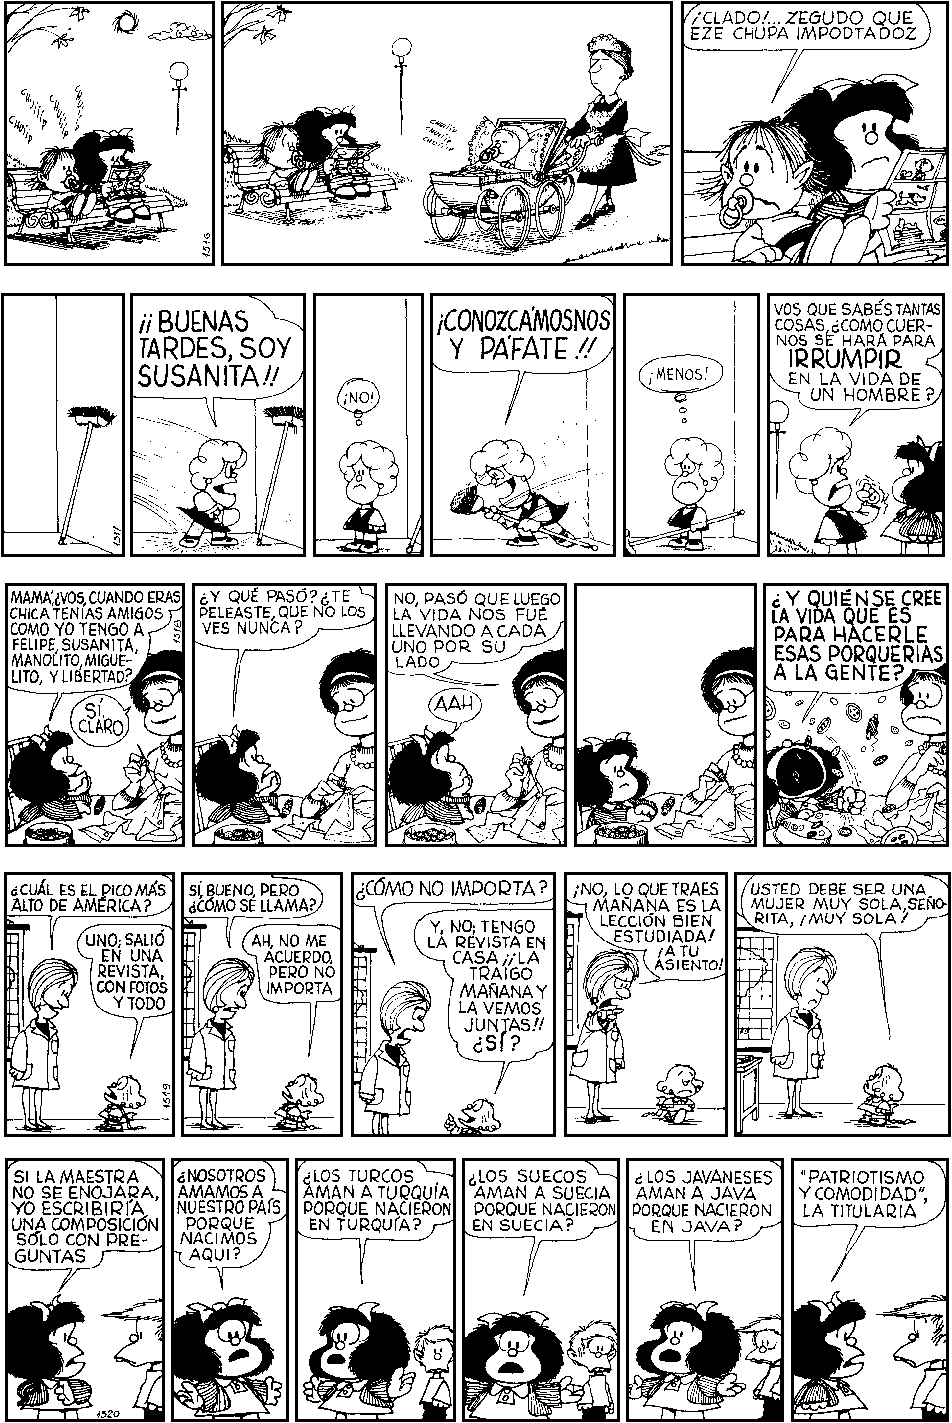 CHUIIP
CHUIIP
CHUIIP
1516
CHUIIP
CHUIIP
¡CLADO!... ZEGUDO QUE
EZE CHUPA IMPODTADOZ
1517
¡¡BUENAS
TARDES, SOY
SUSANITA!!
¡NO!
¡CONOZCÁMOSNOS
Y PÁFATE!!
¡MENOS!
VOS QUE SABÉS TANTAS
COSAS, ¿COMO CUER-
NOS SE HARÁ PARA
IRRUMPIR
EN LA VIDA DE
UN HOMBRE?
MAMÁ, ¿VOS, CUANDO ERAS
CHICA TENÍAS AMIGOS
COMO YO TENGO A
FELIPE, SUSANITA,
MANOLITO, MIGUE-
LITO, Y LIBERTAD?
1518
SÍ
CLARO
¿Y QUÉ PASÓ? ¿TE
PELEASTE, QUE NO LOS
VES NUNCA?
NO, PASÓ QUE LUEGO
LA VIDA NOS FUE
LLEVANDO A CADA
UNO POR SU
LADO
AAH
¿Y QUIÉN SE CREE
LA VIDA QUE ES
PARA HACERLE
ESAS PORQUERÍAS
A LA GENTE?
¿CUÁL ES EL PICO MÁS
ALTO DE AMÉRICA?
UNO; SALIÓ
EN UNA
REVISTA,
CON FOTOS
Y TODO
1519
SÍ, BUENO, PERO
¿CÓMO SE LLAMA?
AH, NO ME
ACUERDO,
PERO NO
IMPORTA
¿CÓMO NO IMPORTA?
Y, NO; TENGO
LA REVISTA EN
CASA ¡¡LA
TRAIGO
MAÑANA Y
LA VEMOS
JUNTAS!!
¿SÍ?
¡NO, LO QUE TRAES
MAÑANA ES LA
LECCIÓN BIEN
ESTUDIADA!
¡A TU
ASIENTO!
USTED DEBE SER UNA
MUJER MUY SOLA, SEÑO-
RITA, ¡MUY SOLA!
SI LA MAESTRA
NO SE ENOJARA,
YO ESCRIBIRÍA
UNA COMPOSICIÓN
SÓLO CON PRE-
GUNTAS
1520
¿NOSOTROS
AMAMOS A
NUESTRO PAÍS
PORQUE
NACIMOS
AQUI?
¿LOS TURCOS
AMAN A TURQUÍA
PORQUE NACIERON
EN TURQUÍA?
¿LOS SUECOS
AMAN A SUECIA
PORQUE NACIERON
EN SUECIA?
¿LOS JAVANESES
AMAN A JAVA
PORQUE NACIERON
EN JAVA?
"PATRIOTISMO
Y COMODIDAD",
LA TITULARÍA